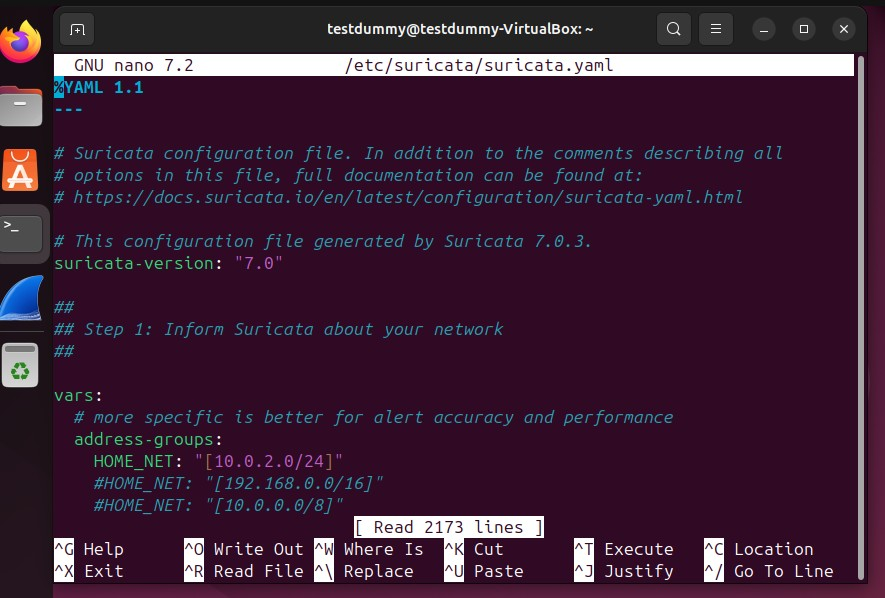 testdummy@testdummy-VirtualBox: ~
GNU nano 7.2 /etc/suricata/suricata.yaml
%YAML 1.1
---
# Suricata configuration file. In addition to the comments describing all
# options in this file, full documentation can be found at:
# https://docs.suricata.io/en/latest/configuration/suricata-yaml.html
# This configuration file generated by Suricata 7.0.3.
suricata-version: "7.0"
##
## Step 1: Inform Suricata about your network
##
vars:
# more specific is better for alert accuracy and performance
address-groups:
HOME_NET: "[10.0.2.0/24]"
#HOME_NET: "[192.168.0.0/16]"
#HOME_NET: "[10.0.0.0/8]"
[ Read 2173 lines ]
^G Help ^O Write Out ^W Where Is ^K Cut ^T Execute ^C Location
^X Exit ^R Read File ^\ Replace ^U Paste ^J Justify ^/ Go To Line